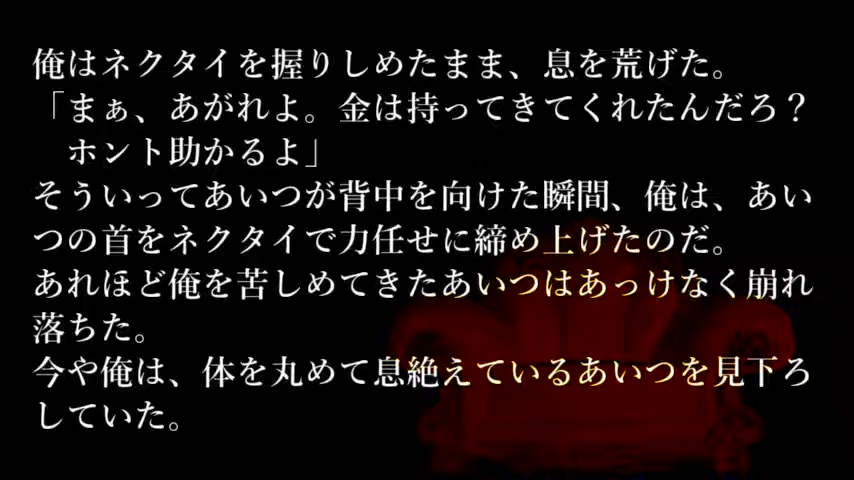 俺はネクタイを握りしめたまま、息を荒げた。
「まぁ、あがれよ。金は持ってきてくれたんだろ？
　ホント助かるよ」
そういってあいつが背中を向けた瞬間、俺は、あい
つの首をネクタイで力任せに締め上げたのだ。
あれほど俺を苦しめてきたあいつはあっけなく崩れ
落ちた。
今や俺は、体を丸めて息絶えているあいつを見下ろ
していた。